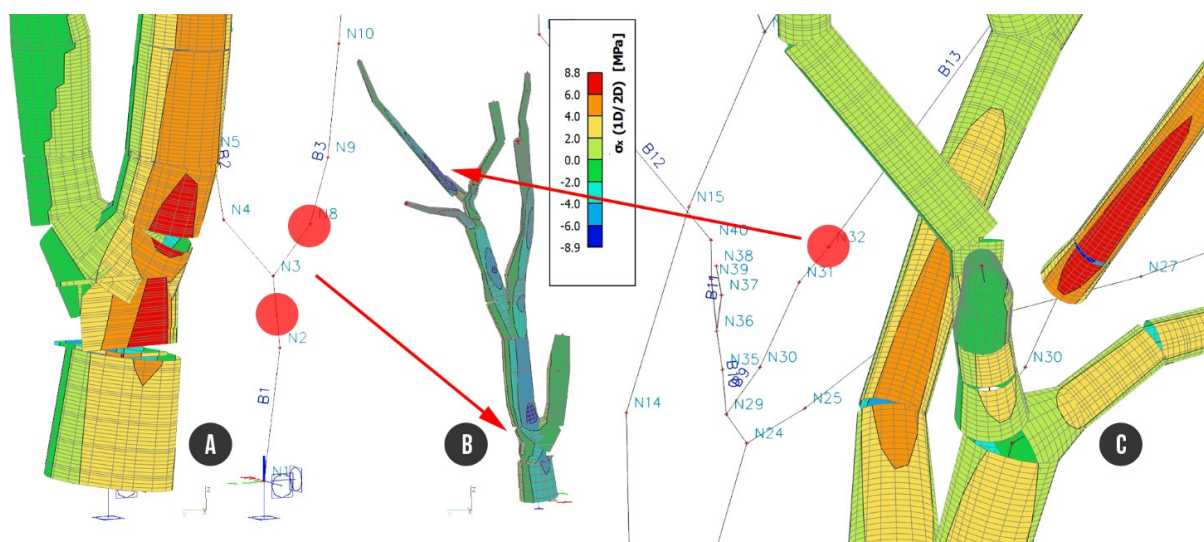 N10
N5
B2
B3
N9
N4
N8
N3
N2
B1
N1
A
z
y
B
8.8
6.0
4.0
2.0
0.0
-2.0
-4.0
-6.0
-8.9
σx (1D/2D) [MPa]
B12
N15
N40
N38
N39
N37
B11
N36
N35
B10
N30
N29
N14
N24
N25
N32
N31
B13
N27
N30
C